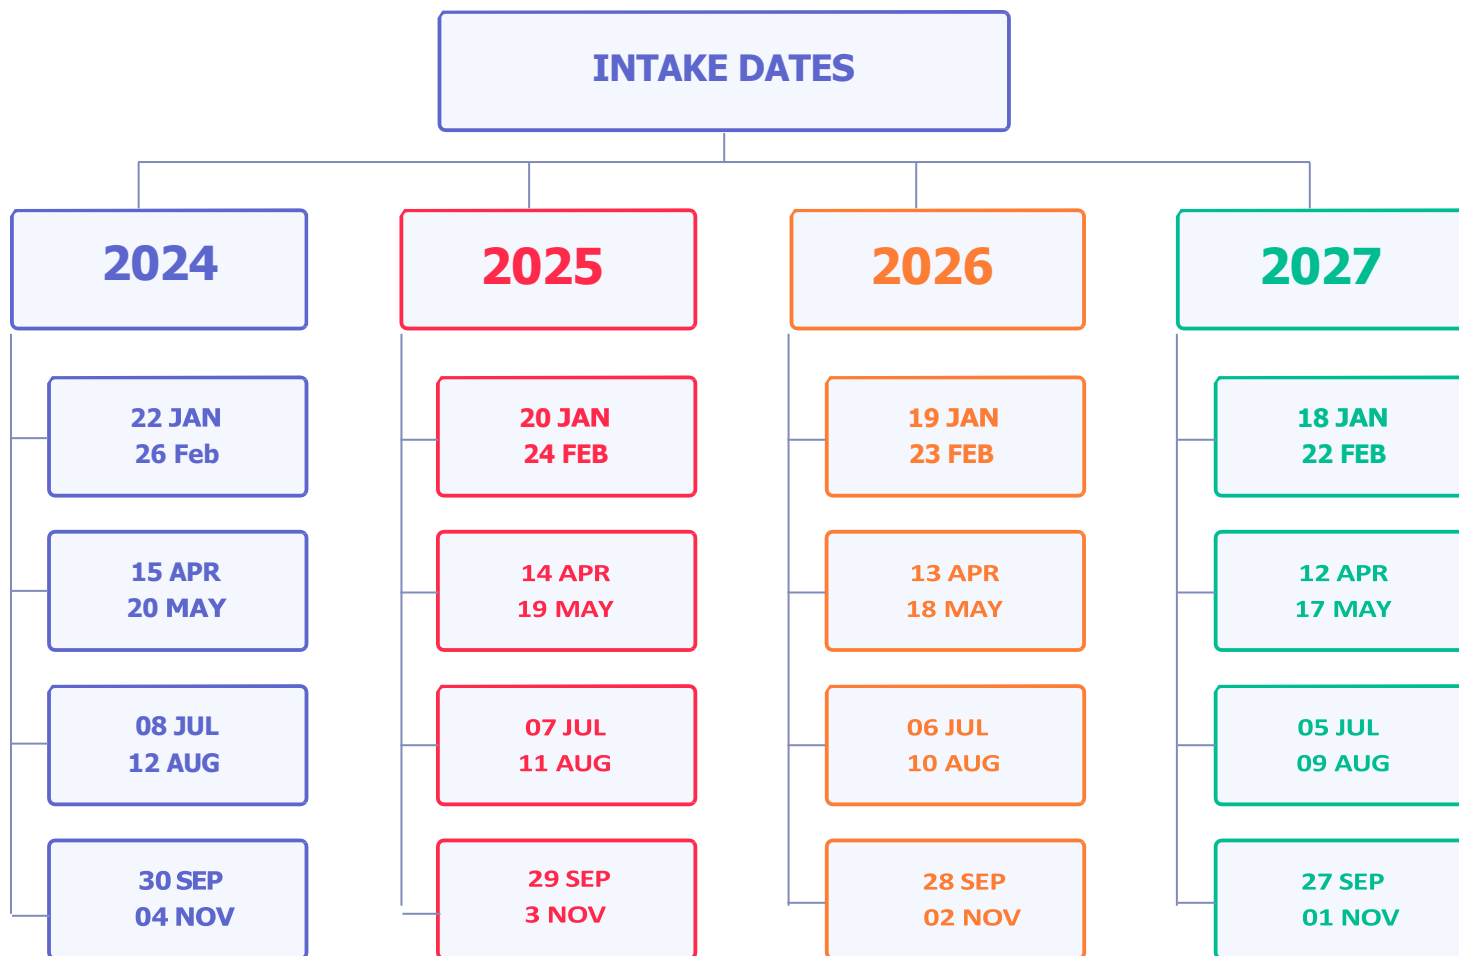 INTAKE DATES
2024
22 JAN
26 Feb
15 APR
20 MAY
08 JUL
12 AUG
30 SEP
04 NOV
2025
20 JAN
24 FEB
14 APR
19 MAY
07 JUL
11 AUG
29 SEP
3 NOV
2026
19 JAN
23 FEB
13 APR
18 MAY
06 JUL
10 AUG
28 SEP
02 NOV
2027
18 JAN
22 FEB
12 APR
17 MAY
05 JUL
09 AUG
27 SEP
01 NOV